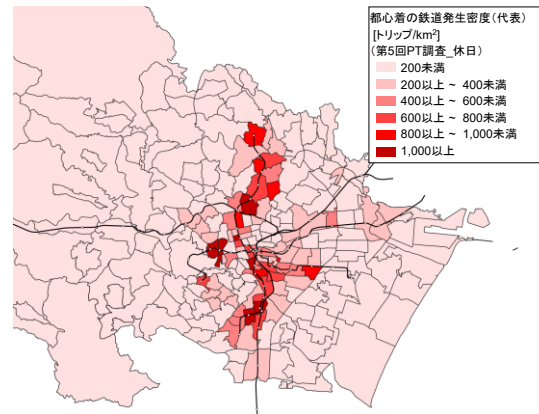 都心着の鉄道発生密度(代表)
[トリップ/km²]
(第5回PT調査_休日)
200未満
200以上 ~ 400未満
400以上 ~ 600未満
600以上 ~ 800未満
800以上 ~ 1,000未満
1,000以上